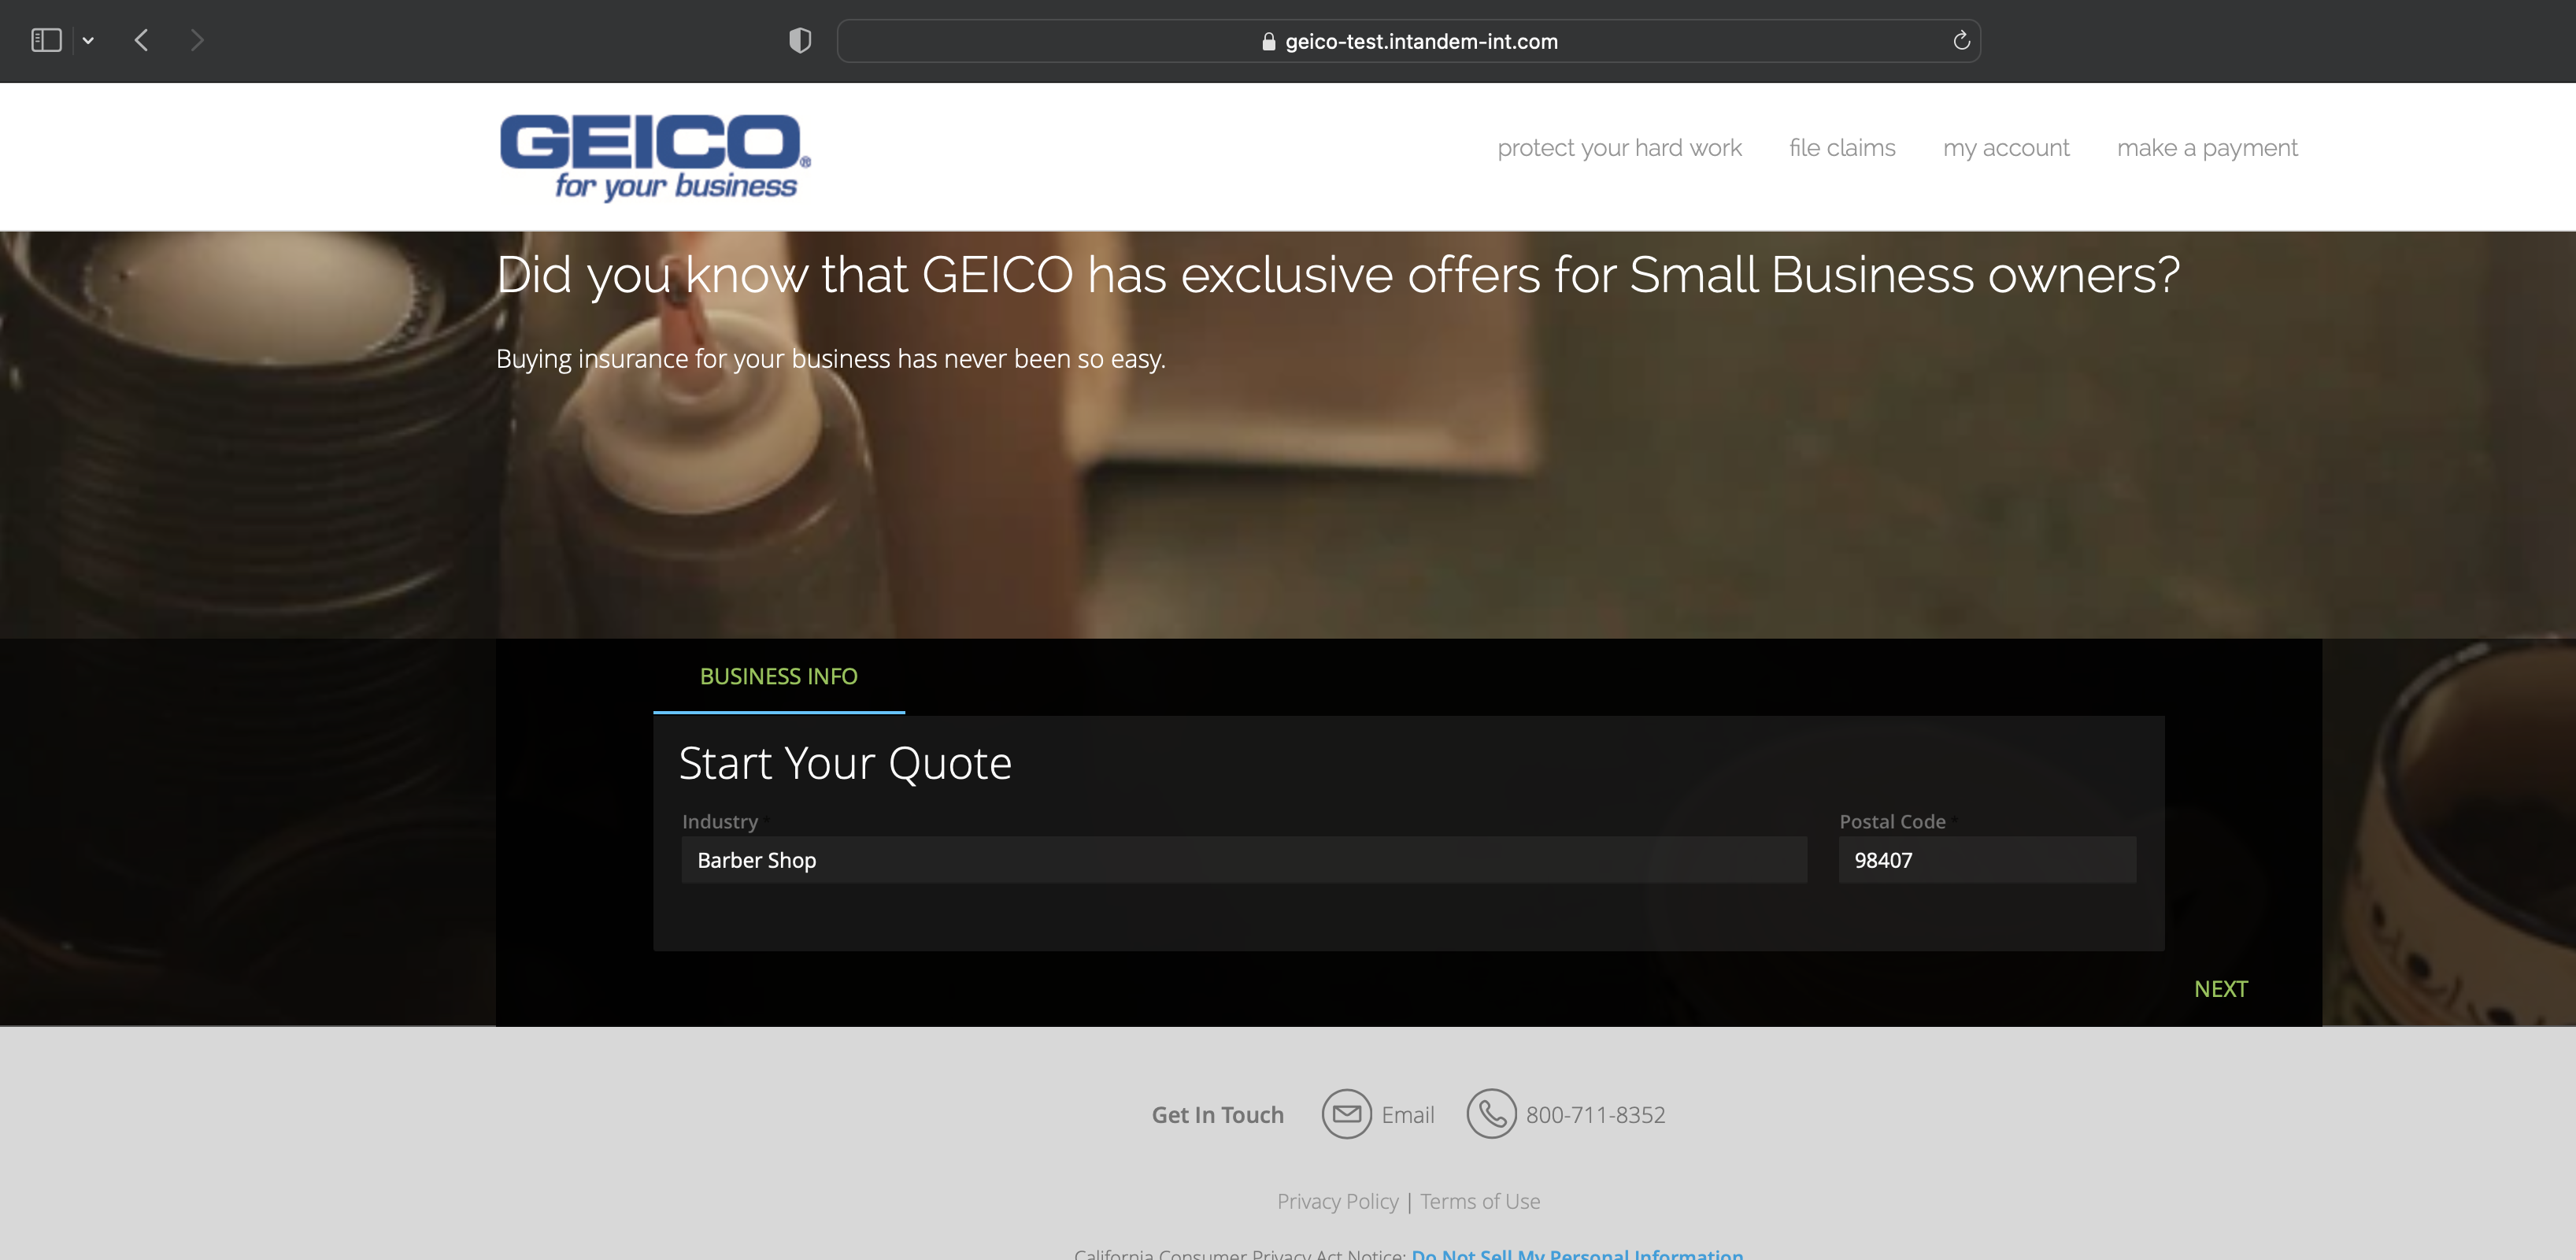 geico-test.intandem-int.com
GEICO®
for your business
protect your hard work file claims my account make a payment
Did you know that GEICO has exclusive offers for Small Business owners?
Buying insurance for your business has never been so easy.
BUSINESS INFO
Start Your Quote
Industry * Postal Code *
Barber Shop 98407
NEXT
Get In Touch Email 800-711-8352
Privacy Policy | Terms of Use
California Consumer Privacy Act Notice: Do Not Sell My Personal Information